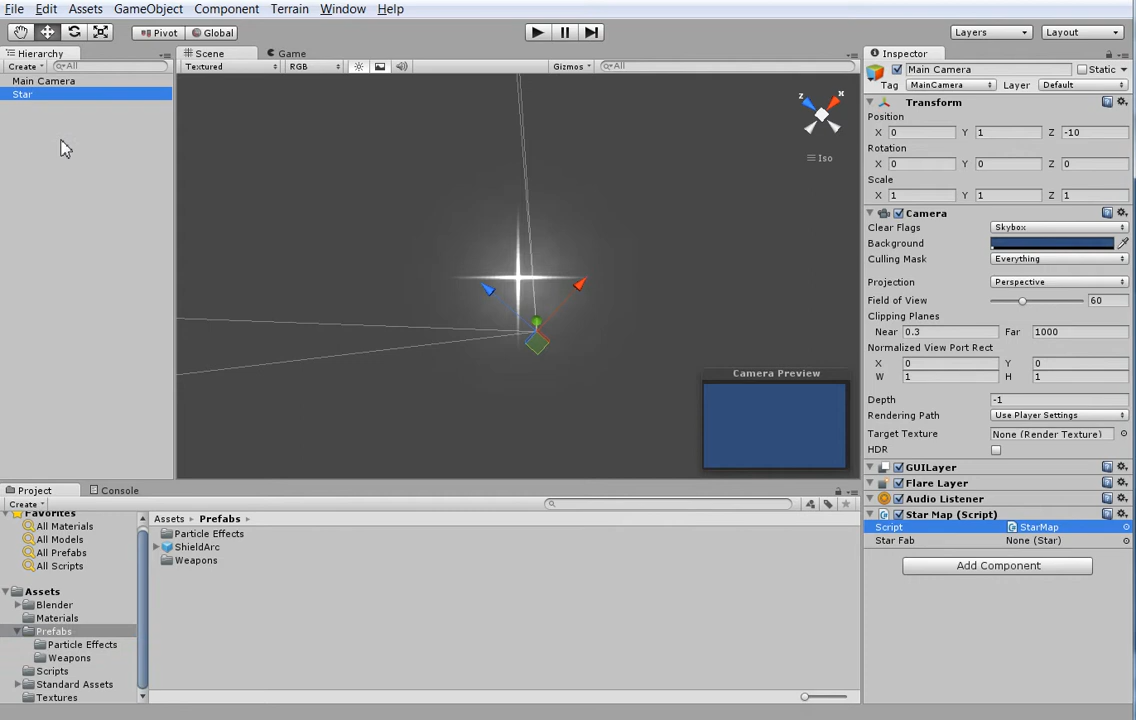 File Edit Assets GameObject Component Terrain Window Help
Pivot Global Layers Layout
Hierarchy
Create All
Main Camera
Star
Scene Game
Textured RGB Gizmos All
z x
Iso
Camera Preview
Inspector
Main Camera Static
Tag MainCamera Layer Default
Transform
Position
X 0 Y 1 Z -10
Rotation
X 0 Y 0 Z 0
Scale
X 1 Y 1 Z 1
Camera
Clear Flags Skybox
Background
Culling Mask Everything
Projection Perspective
Field of View 60
Clipping Planes
Near 0.3 Far 1000
Normalized View Port Rect
X 0 Y 0
W 1 H 1
Depth -1
Rendering Path Use Player Settings
Target Texture None (Render Texture)
HDR
GUILayer
Flare Layer
Audio Listener
Star Map (Script)
Script StarMap
Star Fab None (Star)
Add Component
Project Console
Create
Favorites
All Materials
All Models
All Prefabs
All Scripts
Assets
Blender
Materials
Prefabs
Particle Effects
Weapons
Scripts
Standard Assets
Textures
Assets Prefabs
Particle Effects
ShieldArc
Weapons